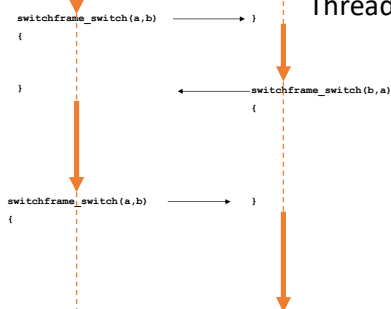 Thread
switchframe_switch(a,b)
}
{
}
switchframe_switch(b,a)
{
switchframe_switch(a,b)
}
{